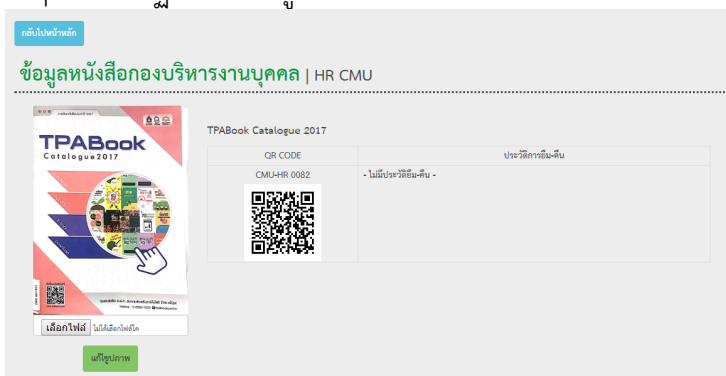 กลับไปหน้าหลัก
ข้อมูลหนังสือกองบริหารงานบุคคล | HR CMU
TPABook
Catalogue2017
TPABook Catalogue 2017
QR CODE
ประวัติการยืม-คืน
CMU-HR 0082
- ไม่มีประวัติยืม-คืน -
เลือกไฟล์ ไม่ได้เลือกไฟล์ใด
แก้ไขรูปภาพ